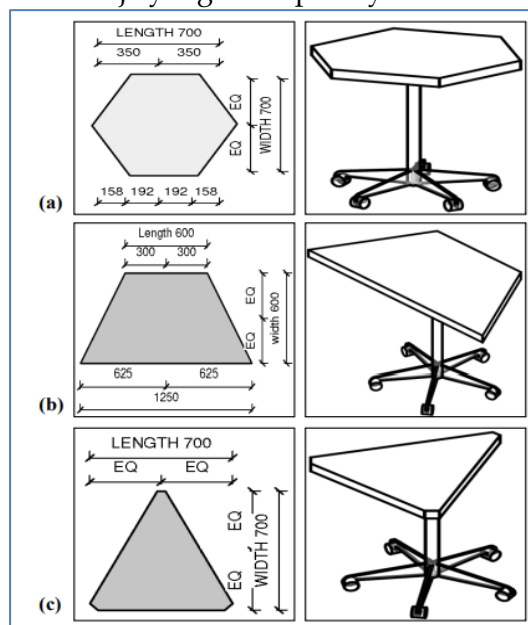 LENGTH 700
350 350
EQ
EQ
WIDTH 700
158 192 192 158
(a)
Length 600
300 300
EQ
EQ
width 600
625 625
1250
(b)
LENGTH 700
EQ EQ
EQ
EQ
WIDTH 700
(c)